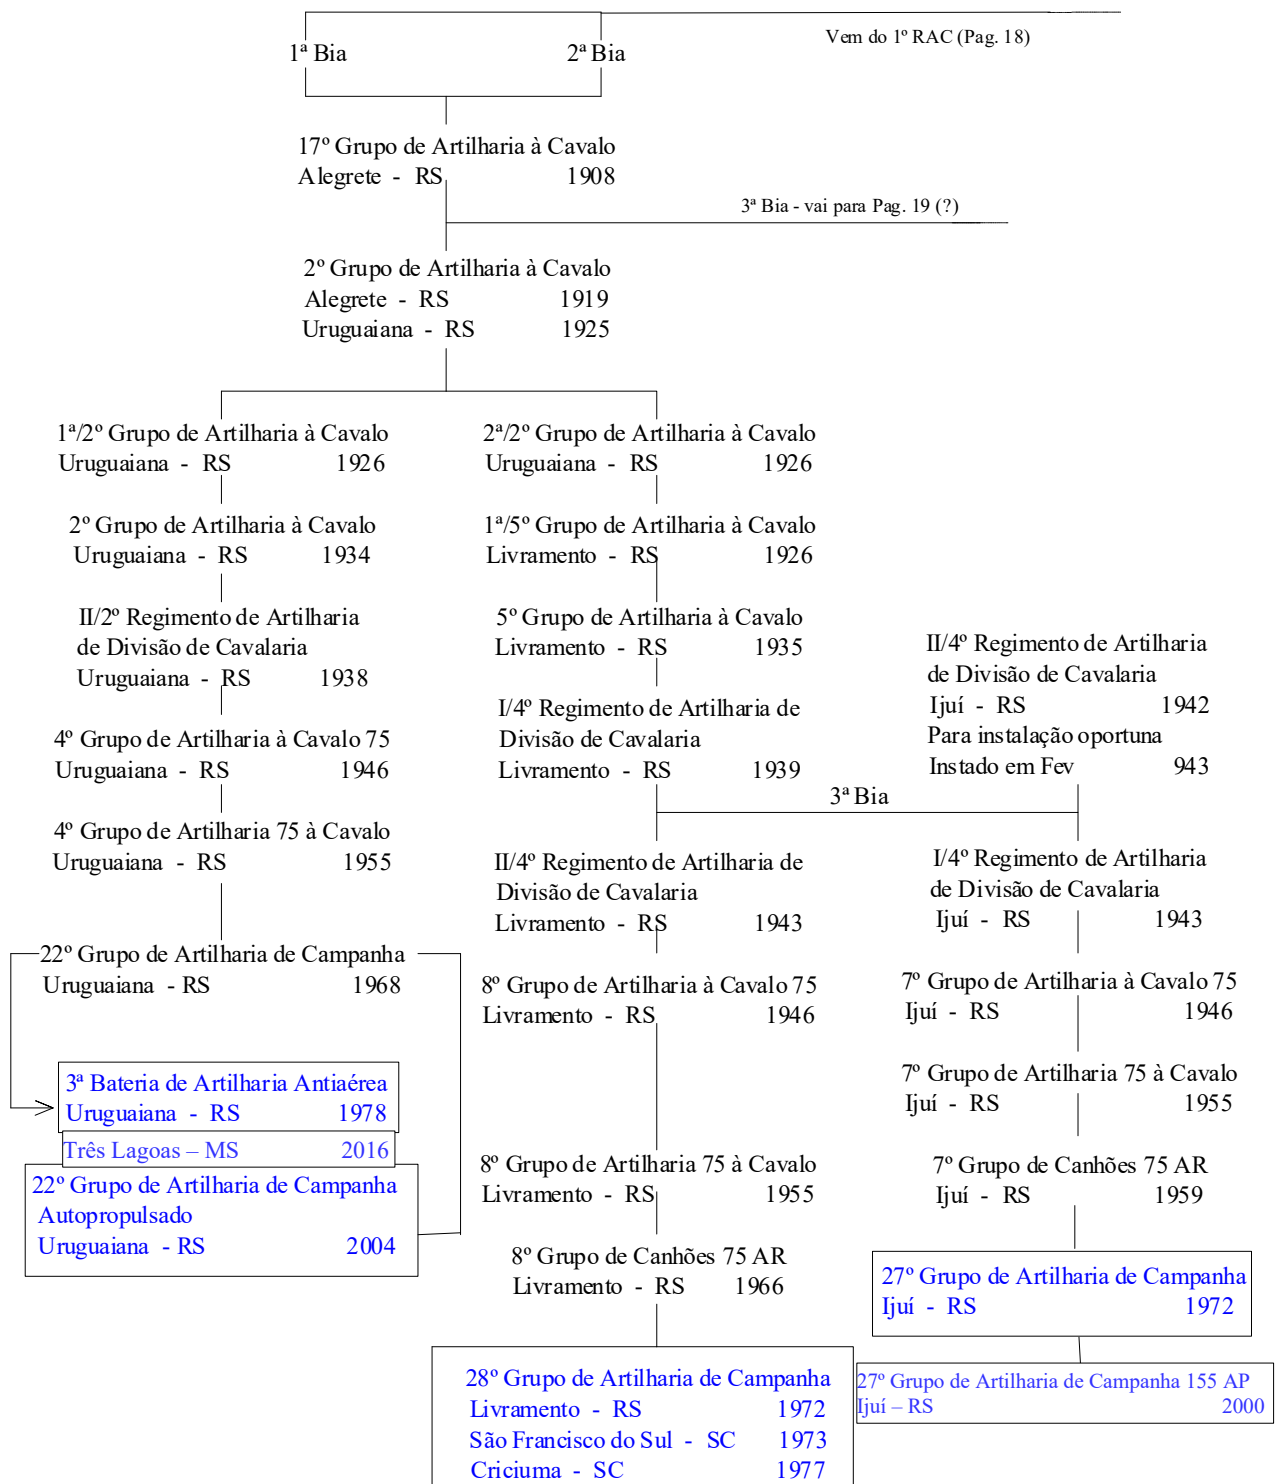 Vem do 1º RAC (Pag. 18)
1ª Bia 2ª Bia
17º Grupo de Artilharia à Cavalo
Alegrete - RS 1908
3ª Bia - vai para Pag. 19 (?)
2º Grupo de Artilharia à Cavalo
Alegrete - RS 1919
Uruguaiana - RS 1925
1ª/2º Grupo de Artilharia à Cavalo
Uruguaiana - RS 1926
2º Grupo de Artilharia à Cavalo
Uruguaiana - RS 1934
II/2º Regimento de Artilharia
de Divisão de Cavalaria
Uruguaiana - RS 1938
4º Grupo de Artilharia à Cavalo 75
Uruguaiana - RS 1946
4º Grupo de Artilharia 75 à Cavalo
Uruguaiana - RS 1955
22º Grupo de Artilharia de Campanha
Uruguaiana - RS 1968
3ª Bateria de Artilharia Antiaérea
Uruguaiana - RS 1978
Três Lagoas – MS 2016
22º Grupo de Artilharia de Campanha
Autopropulsado
Uruguaiana - RS 2004
2ª/2º Grupo de Artilharia à Cavalo
Uruguaiana - RS 1926
1ª/5º Grupo de Artilharia à Cavalo
Livramento - RS 1926
5º Grupo de Artilharia à Cavalo
Livramento - RS 1935
I/4º Regimento de Artilharia de
Divisão de Cavalaria
Livramento - RS 1939
3ª Bia
II/4º Regimento de Artilharia de
Divisão de Cavalaria
Livramento - RS 1943
8º Grupo de Artilharia à Cavalo 75
Livramento - RS 1946
8º Grupo de Artilharia 75 à Cavalo
Livramento - RS 1955
8º Grupo de Canhões 75 AR
Livramento - RS 1966
28º Grupo de Artilharia de Campanha
Livramento - RS 1972
São Francisco do Sul - SC 1973
Criciuma - SC 1977
II/4º Regimento de Artilharia
de Divisão de Cavalaria
Ijuí - RS 1942
Para instalação oportuna
Instado em Fev 943
I/4º Regimento de Artilharia
de Divisão de Cavalaria
Ijuí - RS 1943
7º Grupo de Artilharia à Cavalo 75
Ijuí - RS 1946
7º Grupo de Artilharia 75 à Cavalo
Ijuí - RS 1955
7º Grupo de Canhões 75 AR
Ijuí - RS 1959
27º Grupo de Artilharia de Campanha
Ijuí - RS 1972
27º Grupo de Artilharia de Campanha 155 AP
Ijuí – RS 2000